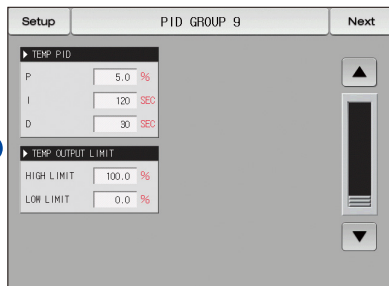 Setup PID GROUP 9 Next
▶ TEMP PID
P 5.0 %
I 120 SEC
D 30 SEC
▶ TEMP OUTPUT LIMIT
HIGH LIMIT 100.0 %
LOW LIMIT 0.0 %